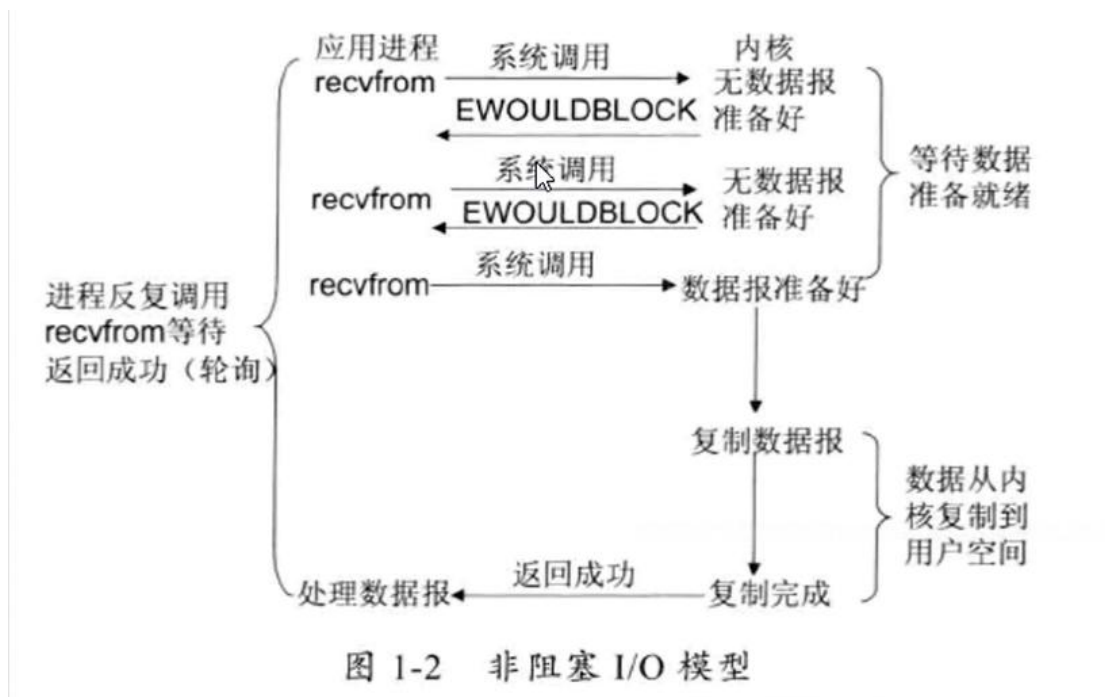 应用进程
系统调用
内核
recvfrom
无数据报
EWOULDBLOCK
准备好
系统调用
无数据报
recvfrom
EWOULDBLOCK
准备好
等待数据
准备就绪
系统调用
recvfrom
数据报准备好
进程反复调用
recvfrom等待
返回成功（轮询）
复制数据报
数据从内
核复制到
用户空间
返回成功
处理数据报
复制完成
图 1-2 非阻塞 I/O 模型